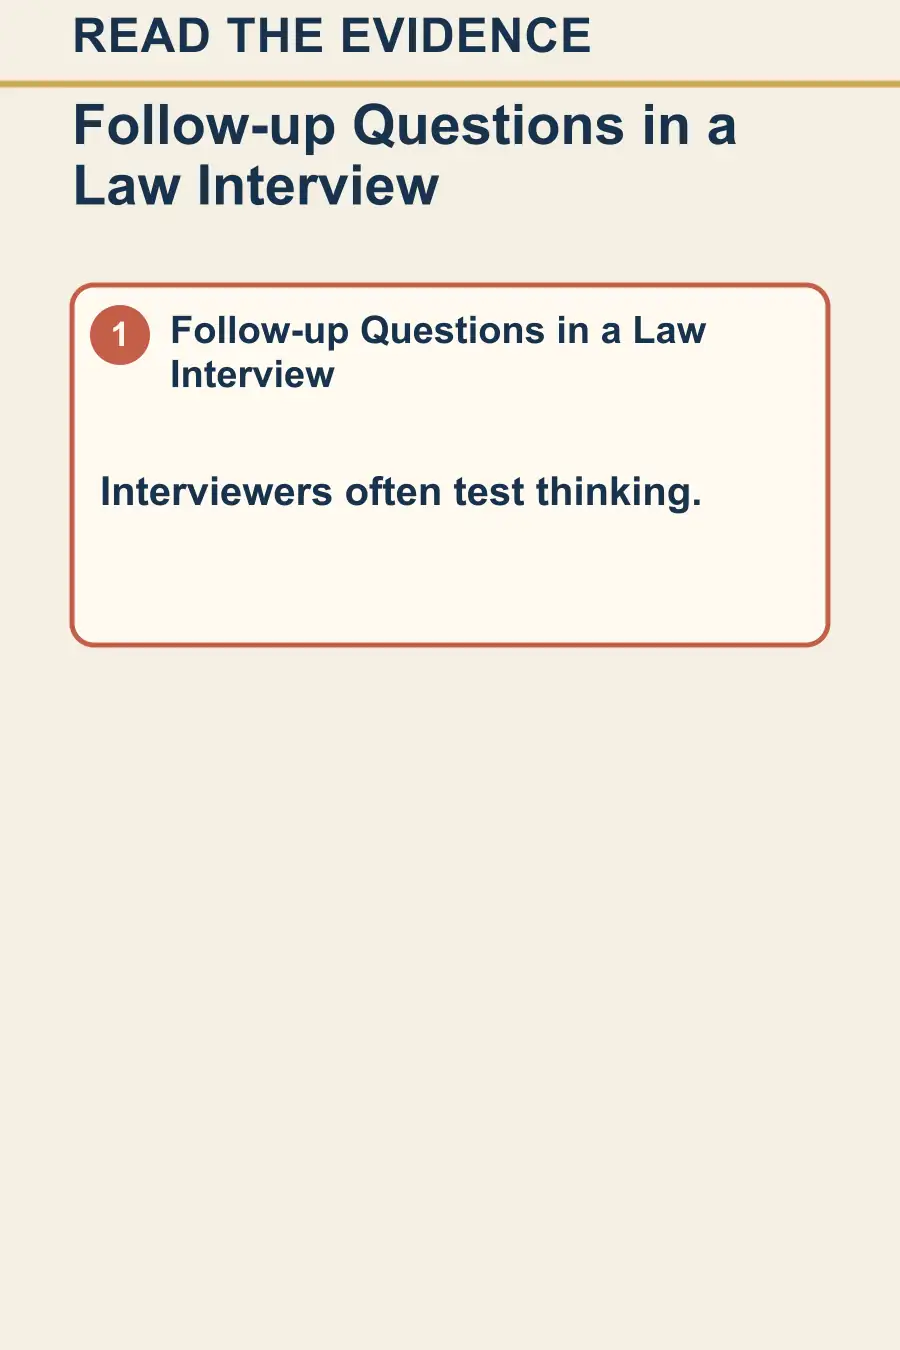 READ THE EVIDENCE
Follow-up Questions in a
Law Interview
1
Follow-up Questions in a Law
Interview
Interviewers often test thinking.